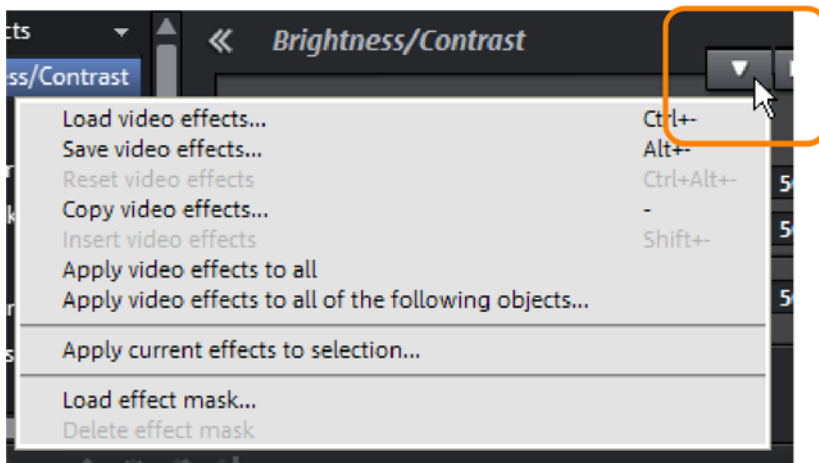 cts
Brightness/Contrast
ss/Contrast
Load video effects... Ctrl+-
Save video effects... Alt+-
Reset video effects Ctrl+Alt+-
Copy video effects... -
Insert video effects Shift+-
Apply video effects to all
Apply video effects to all of the following objects...
Apply current effects to selection...
Load effect mask...
Delete effect mask